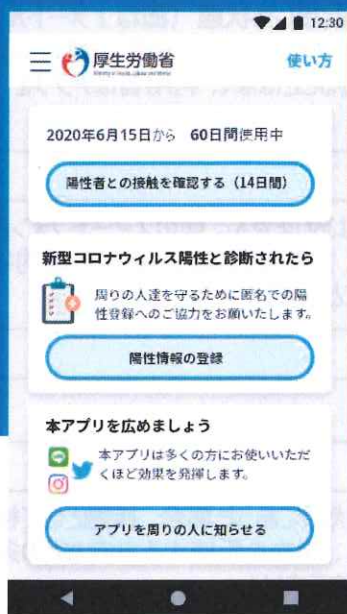 12:30
厚生労働省
使い方
2020年6月15日から 60日間使用中
陽性者との接触を確認する（14日間）
新型コロナウィルス陽性と診断されたら
周りの人達を守るために匿名での陽
性登録へのご協力をお願いいたします。
陽性情報の登録
本アプリを広めましょう
本アプリは多くの方にお使いいただ
くほど効果を発揮します。
アプリを周りの人に知らせる